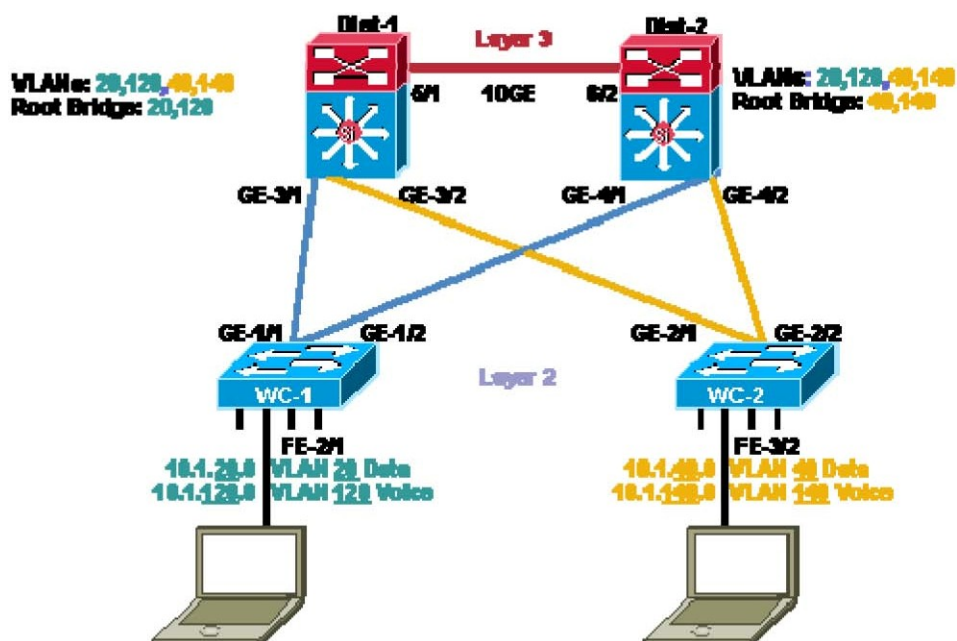 Dist-1
Dist-2
Layer 3
VLANs: 20,120,40,140
Root Bridge: 20,120
10GE
VLANs: 20,120,40,140
Root Bridge: 40,140
Si
Si
GE-3/1
GE-3/2
GE-4/1
GE-4/2
GE-1/1
GE-1/2
GE-2/1
GE-2/2
WC-1
Layer 2
WC-2
FE-2/1
FE-3/2
10.1.20.0 VLAN 20 Data
10.1.120.0 VLAN 120 Voice
10.1.40.0 VLAN 40 Data
10.1.140.0 VLAN 140 Voice